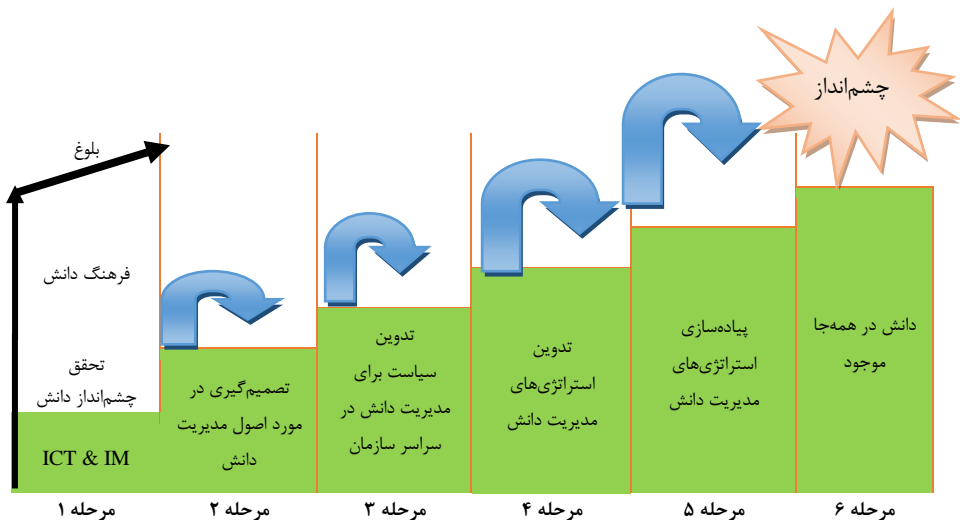 چشم‌انداز
بلوغ
فرهنگ دانش
تحقق
چشم‌انداز دانش
ICT & IM
تصمیم‌گیری در
مورد اصول مدیریت
دانش
تدوین
سیاست برای
مدیریت دانش در
سراسر سازمان
تدوین
استراتژی‌های
مدیریت دانش
پیاده‌سازی
استراتژی‌های
مدیریت دانش
دانش در همه‌جا
موجود
مرحله ۱
مرحله ۲
مرحله ۳
مرحله ۴
مرحله ۵
مرحله ۶